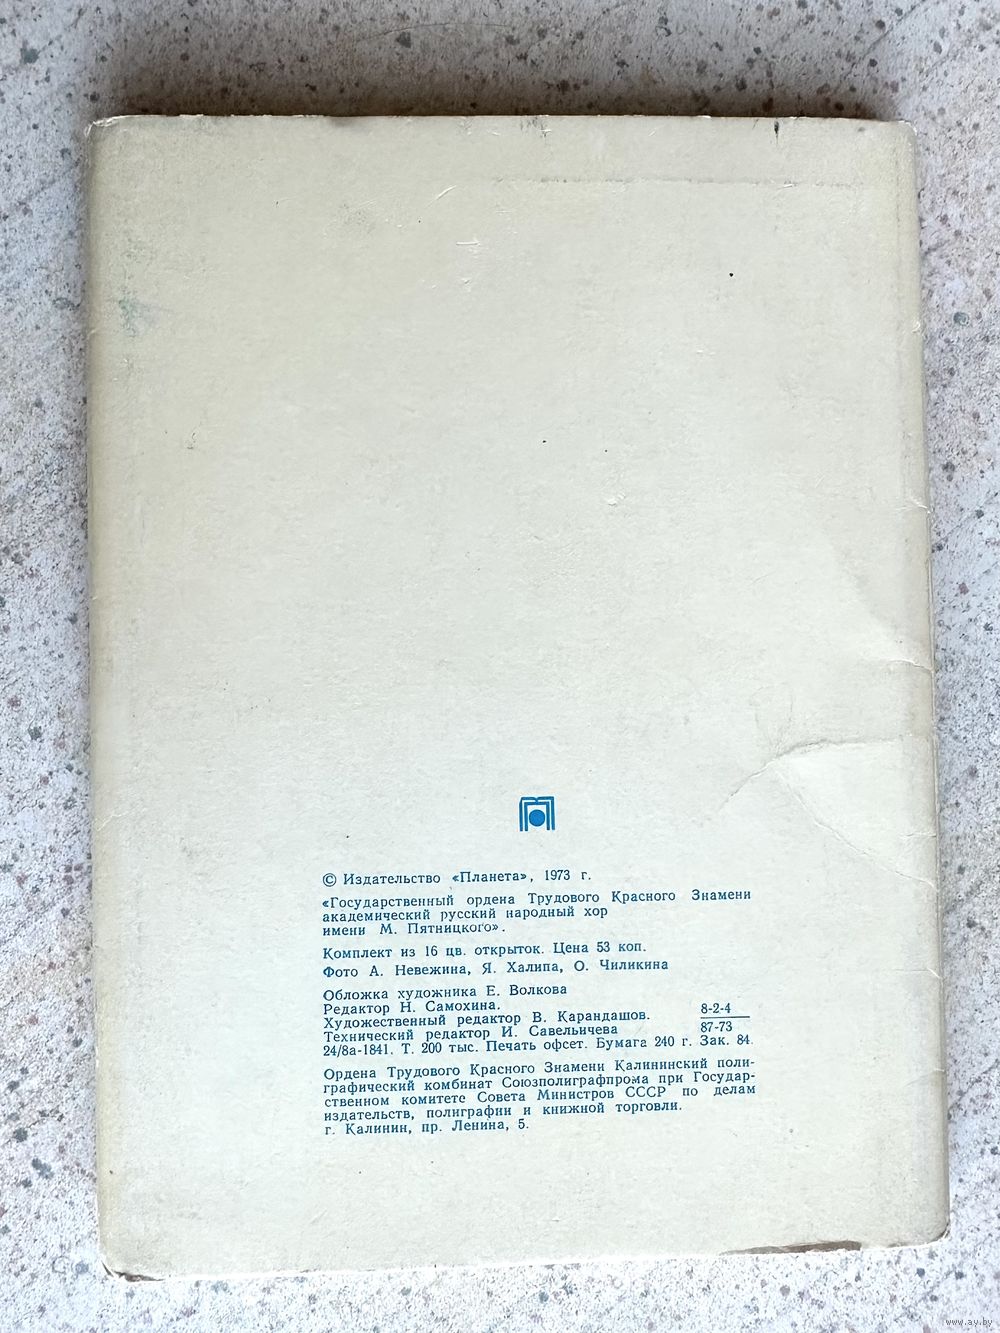 © Издательство «Планета», 1973 г.
«Государственный ордена Трудового Красного Знамени
академический русский народный хор
имени М. Пятницкого».
Комплект из 16 цв. открыток. Цена 53 коп.
Фото А. Невежина, Я. Халипа, О. Чиликина
Обложка художника Е. Волкова
Редактор Н. Самохина.
Художественный редактор В. Карандашов.
Технический редактор И. Савельичева
8-2-4
87-73
24/8а-1841. Т. 200 тыс. Печать офсет. Бумага 240 г. Зак. 84.
Ордена Трудового Красного Знамени Калининский поли-
графический комбинат Союзполиграфпрома при Государ-
ственном комитете Совета Министров СССР по делам
издательств, полиграфии и книжной торговли.
г. Калинин, пр. Ленина, 5.
www.ay.by